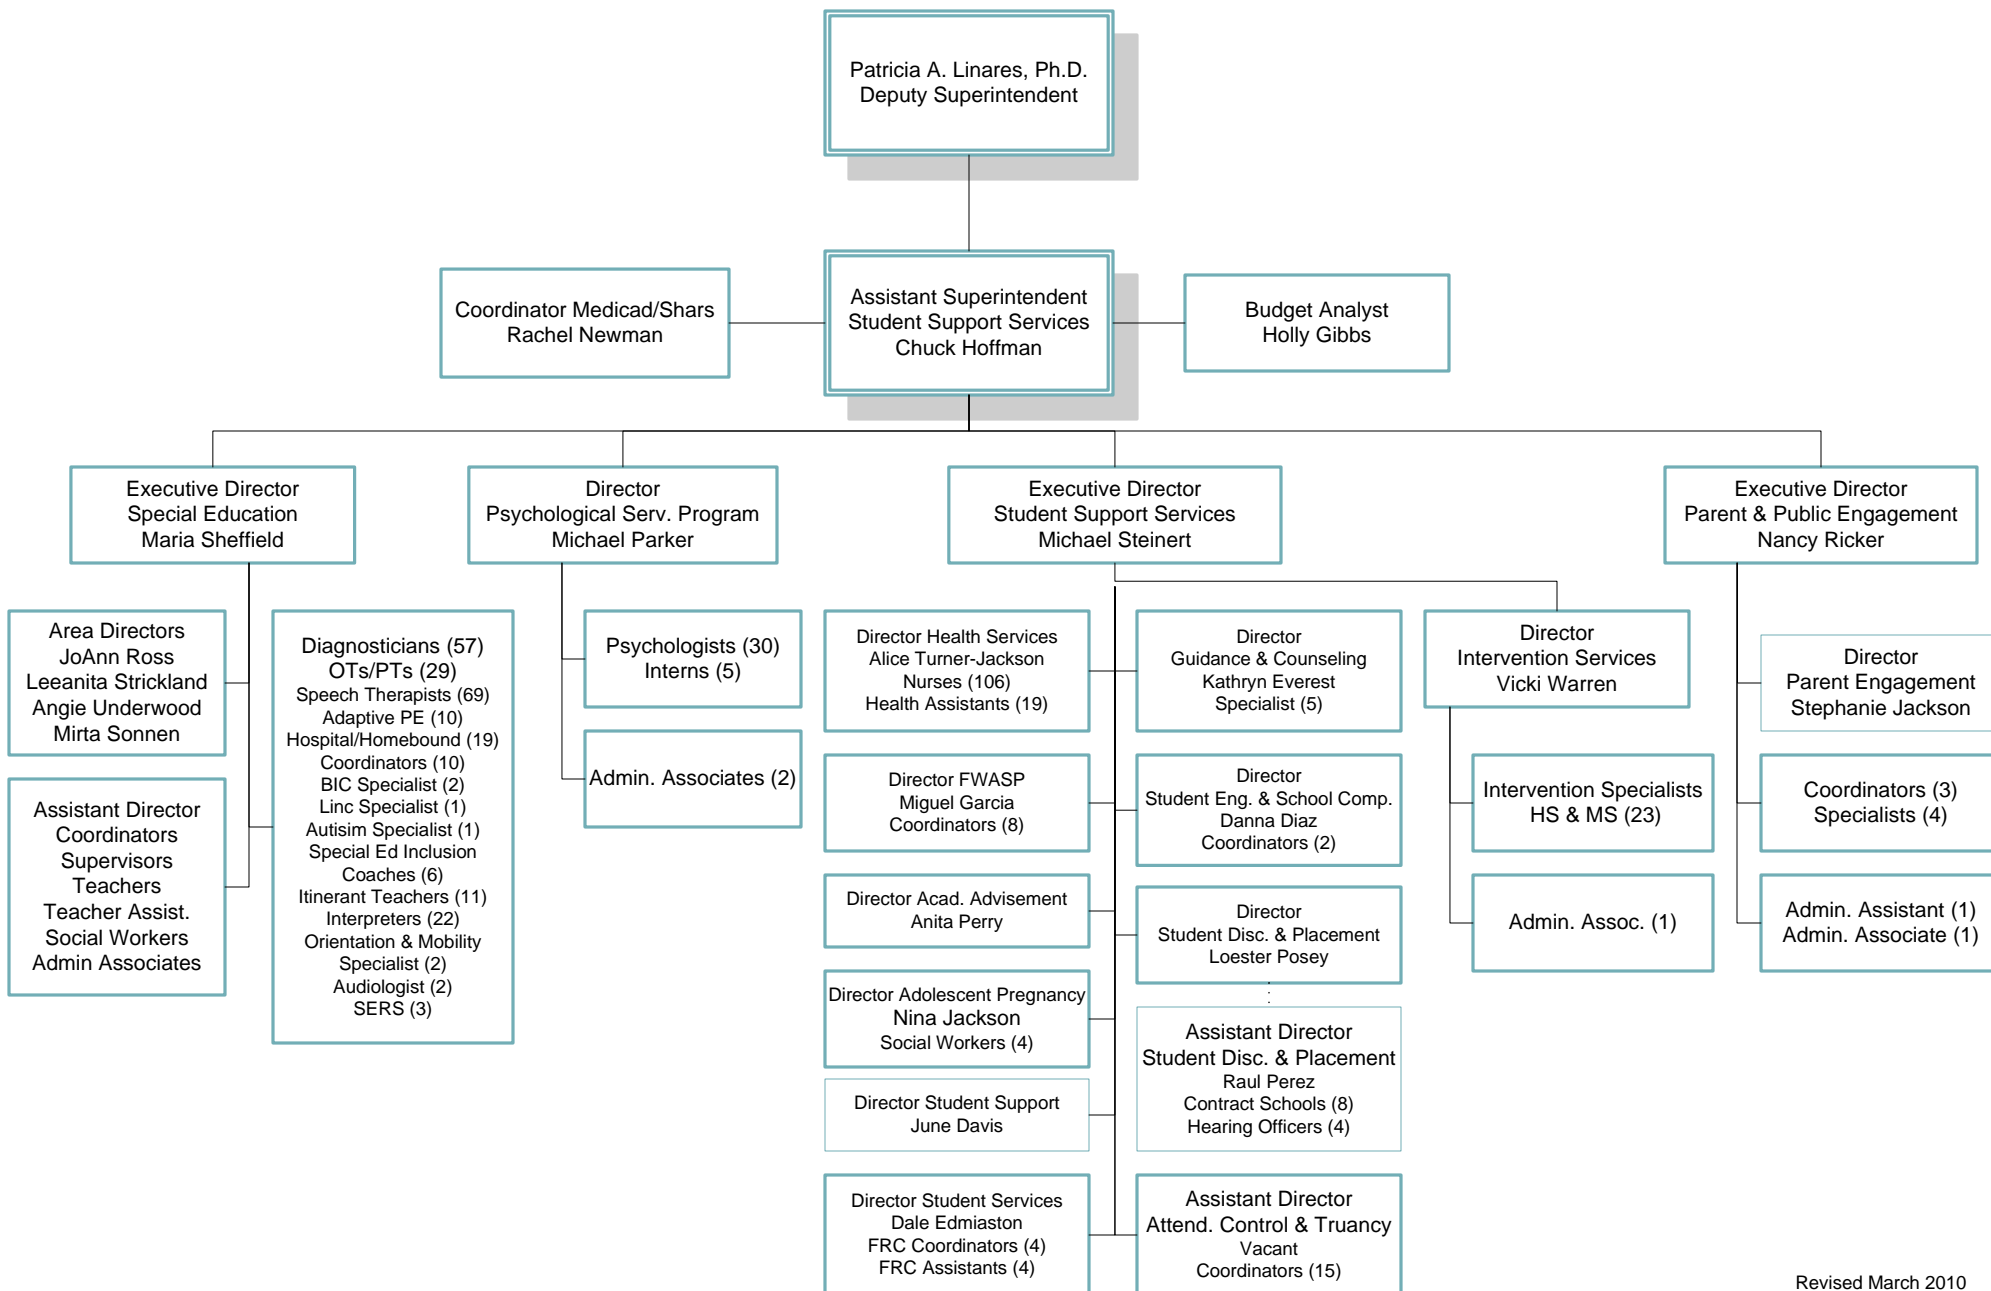 Patricia A. Linares, Ph.D.
Deputy Superintendent
Coordinator Medicad/Shars
Rachel Newman
Assistant Superintendent
Student Support Services
Chuck Hoffman
Budget Analyst
Holly Gibbs
Executive Director
Special Education
Maria Sheffield
Director
Psychological Serv. Program
Michael Parker
Executive Director
Student Support Services
Michael Steinert
Executive Director
Parent & Public Engagement
Nancy Ricker
Area Directors
JoAnn Ross
Leeanita Strickland
Angie Underwood
Mirta Sonnen
Assistant Director
Coordinators
Supervisors
Teachers
Teacher Assist.
Social Workers
Admin Associates
Diagnosticians (57)
OTs/PTs (29)
Speech Therapists (69)
Adaptive PE (10)
Hospital/Homebound (19)
Coordinators (10)
BIC Specialist (2)
Linc Specialist (1)
Autisim Specialist (1)
Special Ed Inclusion
Coaches (6)
Itinerant Teachers (11)
Interpreters (22)
Orientation & Mobility
Specialist (2)
Audiologist (2)
SERS (3)
Psychologists (30)
Interns (5)
Admin. Associates (2)
Director Health Services
Alice Turner-Jackson
Nurses (106)
Health Assistants (19)
Director FWASP
Miguel Garcia
Coordinators (8)
Director Acad. Advisement
Anita Perry
Director Adolescent Pregnancy
Nina Jackson
Social Workers (4)
Director Student Support
June Davis
Director Student Services
Dale Edmiaston
FRC Coordinators (4)
FRC Assistants (4)
Director
Guidance & Counseling
Kathryn Everest
Specialist (5)
Director
Student Eng. & School Comp.
Danna Diaz
Coordinators (2)
Director
Student Disc. & Placement
Loester Posey
Assistant Director
Student Disc. & Placement
Raul Perez
Contract Schools (8)
Hearing Officers (4)
Assistant Director
Attend. Control & Truancy
Vacant
Coordinators (15)
Director
Intervention Services
Vicki Warren
Intervention Specialists
HS & MS (23)
Admin. Assoc. (1)
Director
Parent Engagement
Stephanie Jackson
Coordinators (3)
Specialists (4)
Admin. Assistant (1)
Admin. Associate (1)
Revised March 2010